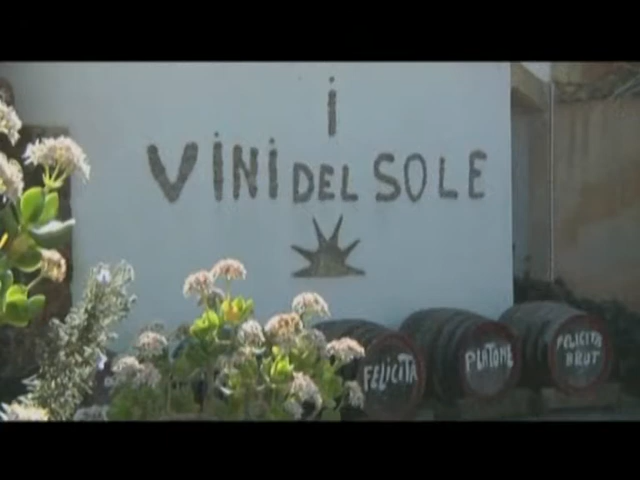 i
VINI DEL SOLE
FELICITA
PLATONE
FELICITA
BRUT